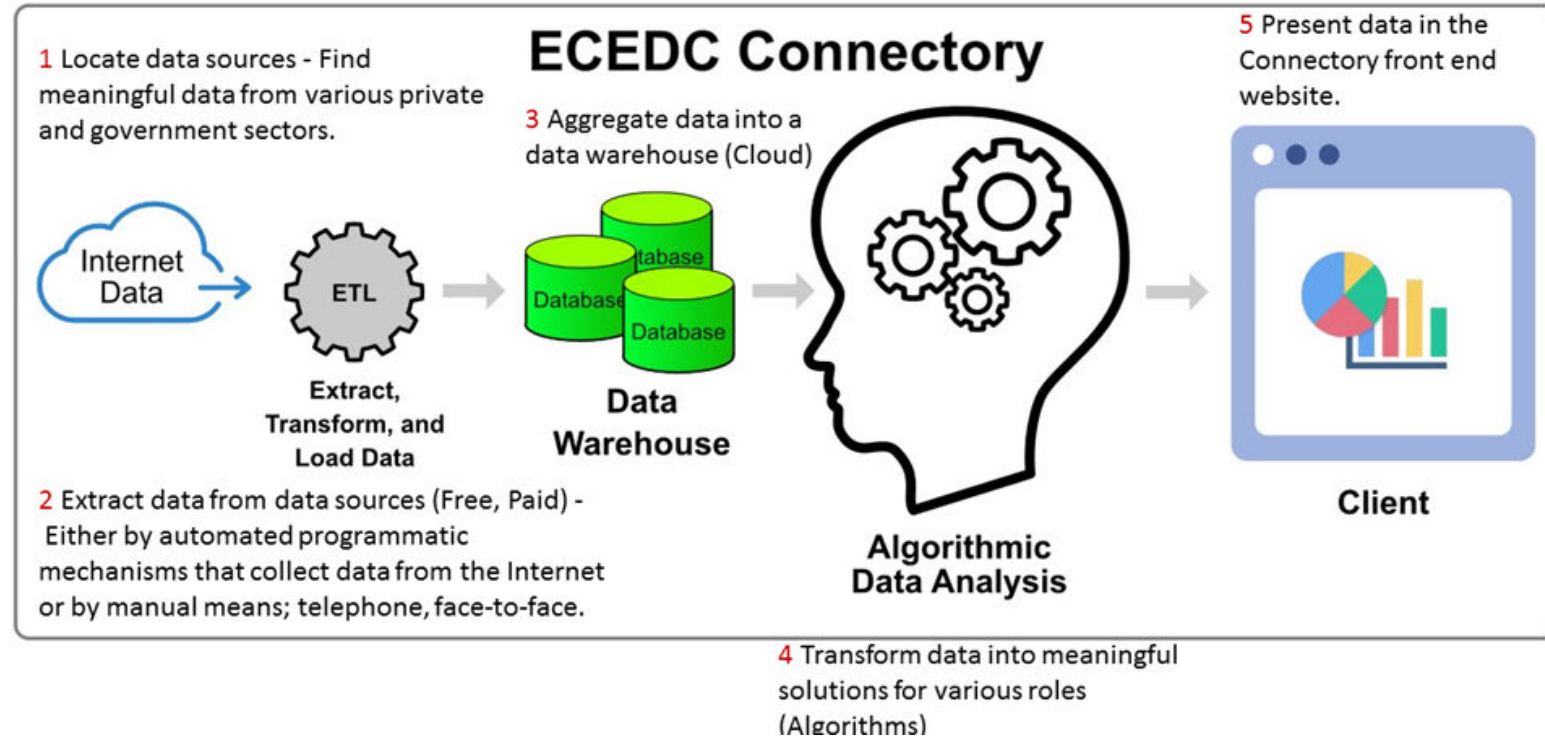 ECEDC Connectory
1 Locate data sources - Find
meaningful data from various private
and government sectors.
Internet
Data
ETL
Extract,
Transform, and
Load Data
2 Extract data from data sources (Free, Paid) -
Either by automated programmatic
mechanisms that collect data from the Internet
or by manual means; telephone, face-to-face.
3 Aggregate data into a
data warehouse (Cloud)
tabase
Database
Database
Data
Warehouse
Algorithmic
Data Analysis
4 Transform data into meaningful
solutions for various roles
(Algorithms)
5 Present data in the
Connectory front end
website.
Client